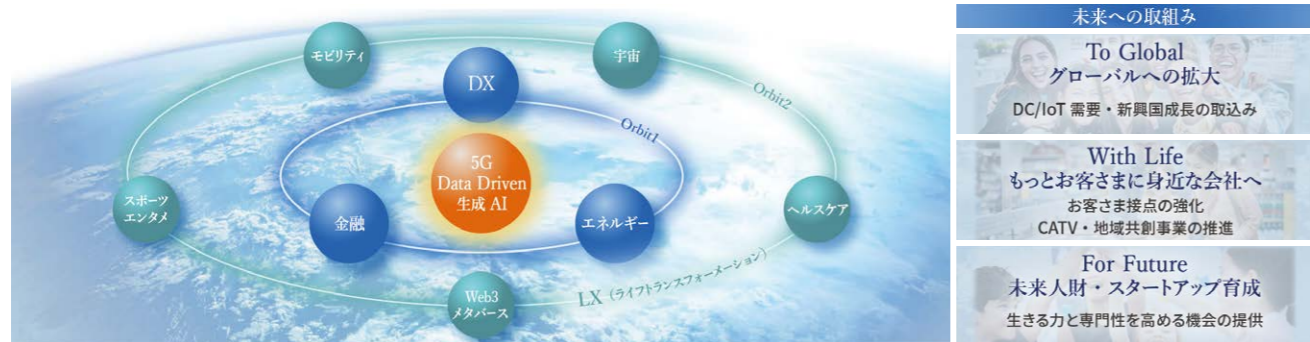 モビリティ
宇宙
DX
Orbit2
Orbit1
5G
Data Driven
生成 AI
スポーツ
エンタメ
金融
エネルギー
ヘルスケア
LX（ライフトランスフォーメーション）
Web3
メタバース
未来への取組み
To Global
グローバルへの拡大
DC/IoT 需要・新興国成長の取込み
With Life
もっとお客さまに身近な会社へ
お客さま接点の強化
CATV・地域共創事業の推進
For Future
未来人財・スタートアップ育成
生きる力と専門性を高める機会の提供